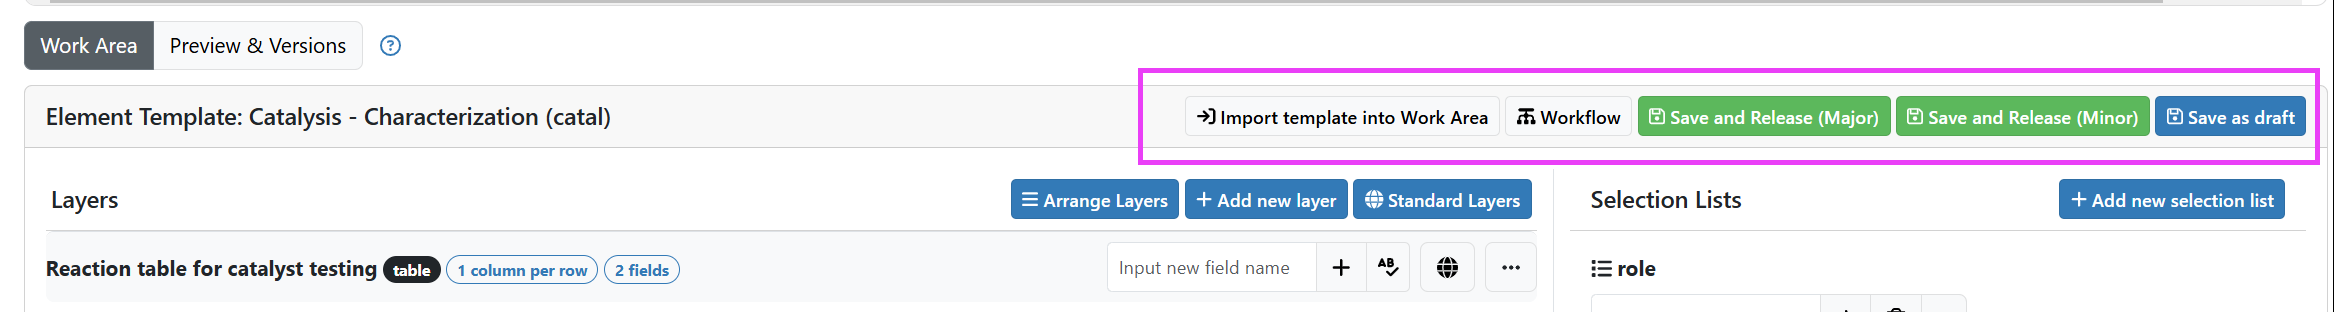 Work Area Preview & Versions
Element Template: Catalysis - Characterization (catal) Import template into Work Area Workflow Save and Release (Major) Save and Release (Minor) Save as draft
Layers Arrange Layers Add new layer Standard Layers Selection Lists Add new selection list
Reaction table for catalyst testing table 1 column per row 2 fields Input new field name AB role